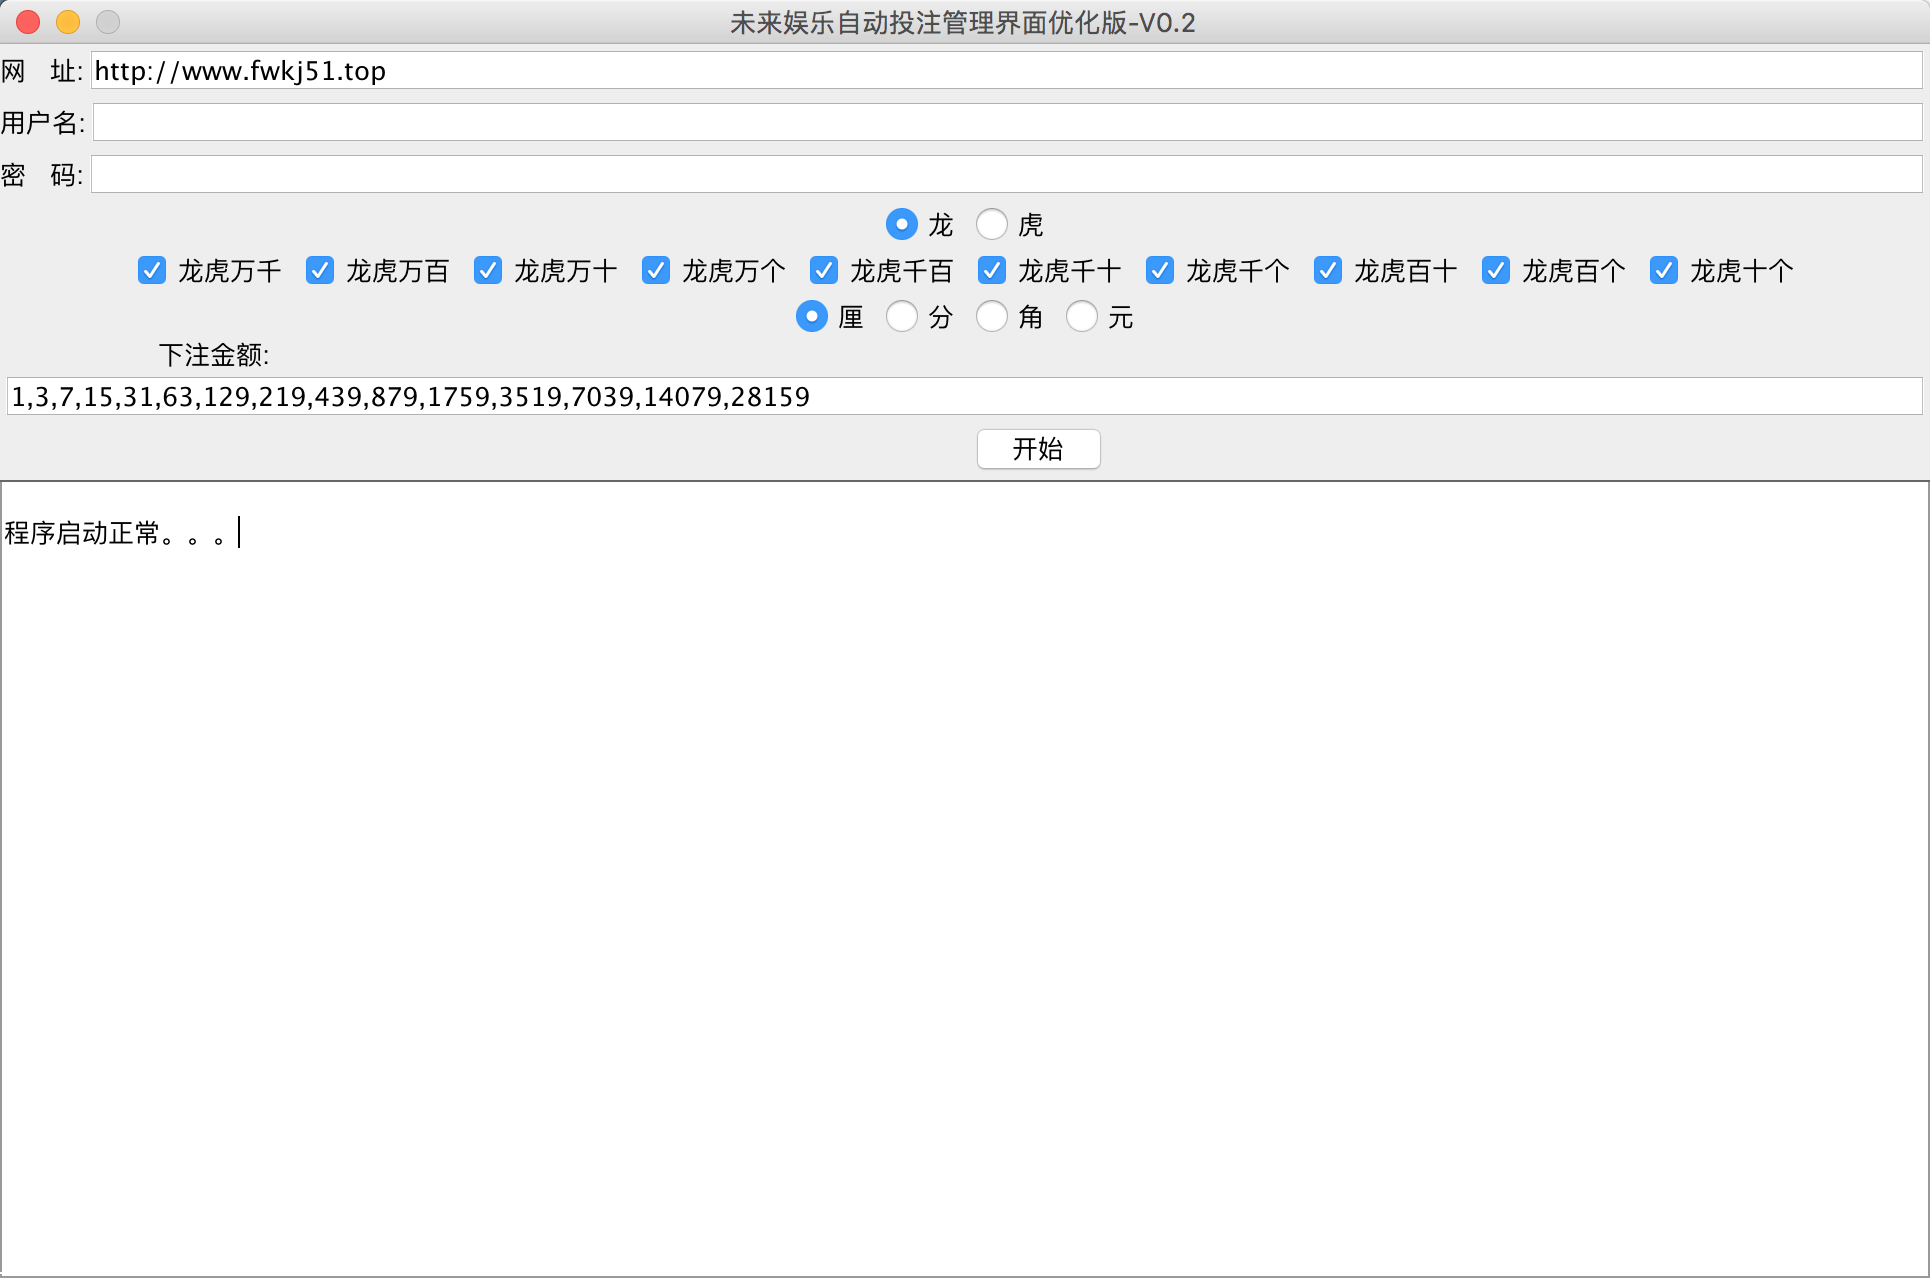 未来娱乐自动投注管理界面优化版-V0.2
网 址: http://www.fwkj51.top
用户名:
密 码:
龙 虎
龙虎万千 龙虎万百 龙虎万十 龙虎万个 龙虎千百 龙虎千十 龙虎千个 龙虎百十 龙虎百个 龙虎十个
厘 分 角 元
下注金额:
1,3,7,15,31,63,129,219,439,879,1759,3519,7039,14079,28159
开始
程序启动正常。。。